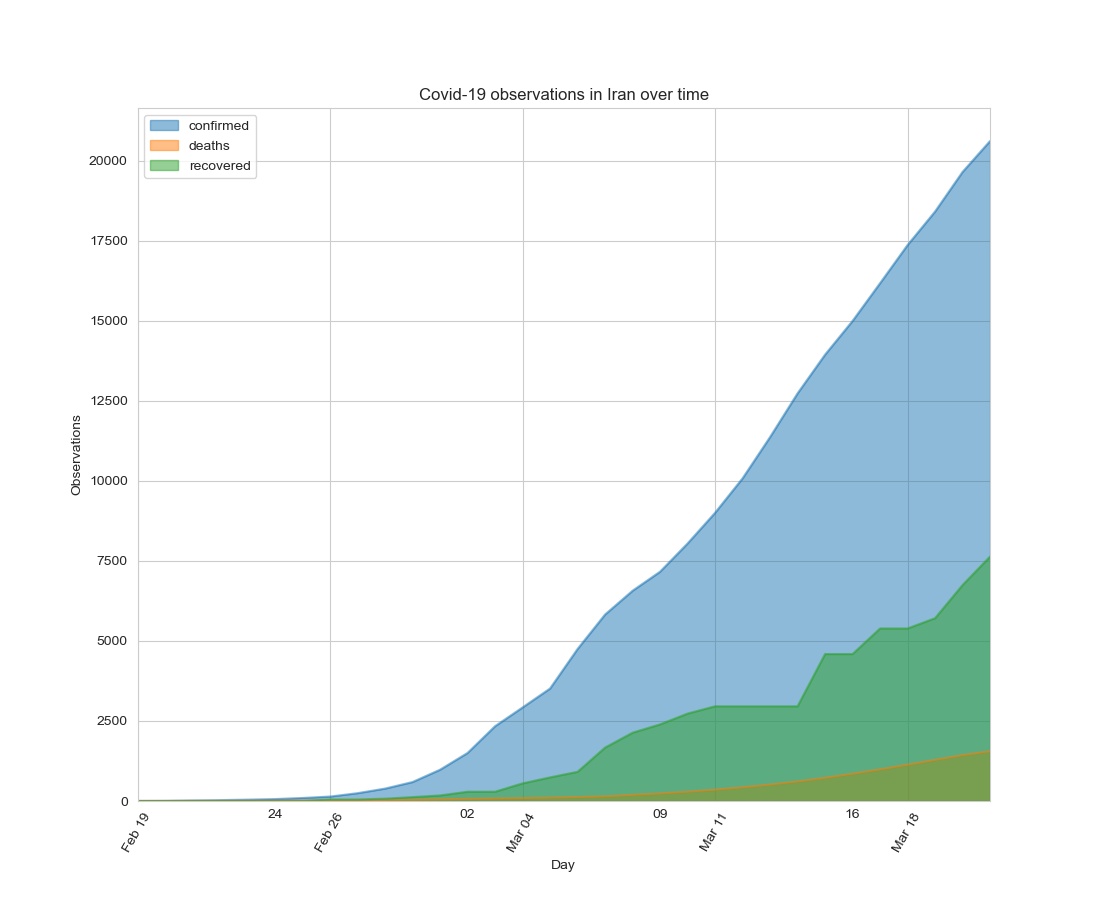 Covid-19 observations in Iran over time
confirmed
deaths
recovered
20000
17500
15000
12500
10000
7500
5000
2500
0
Observations
Feb 19
24
Feb 26
02
Mar 04
09
Mar 11
16
Mar 18
Day